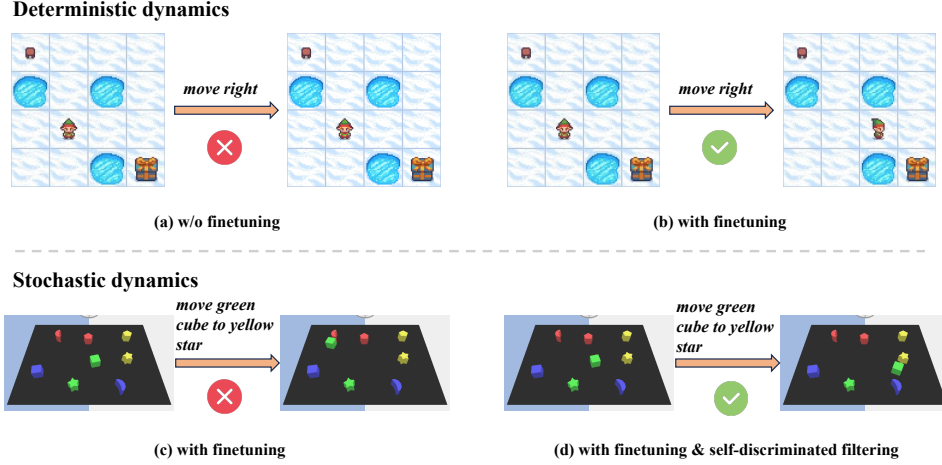 Deterministic dynamics
move right
move right
(a) w/o finetuning
(b) with finetuning
Stochastic dynamics
move green
cube to yellow
star
move green
cube to yellow
star
(c) with finetuning
(d) with finetuning & self-discriminated filtering